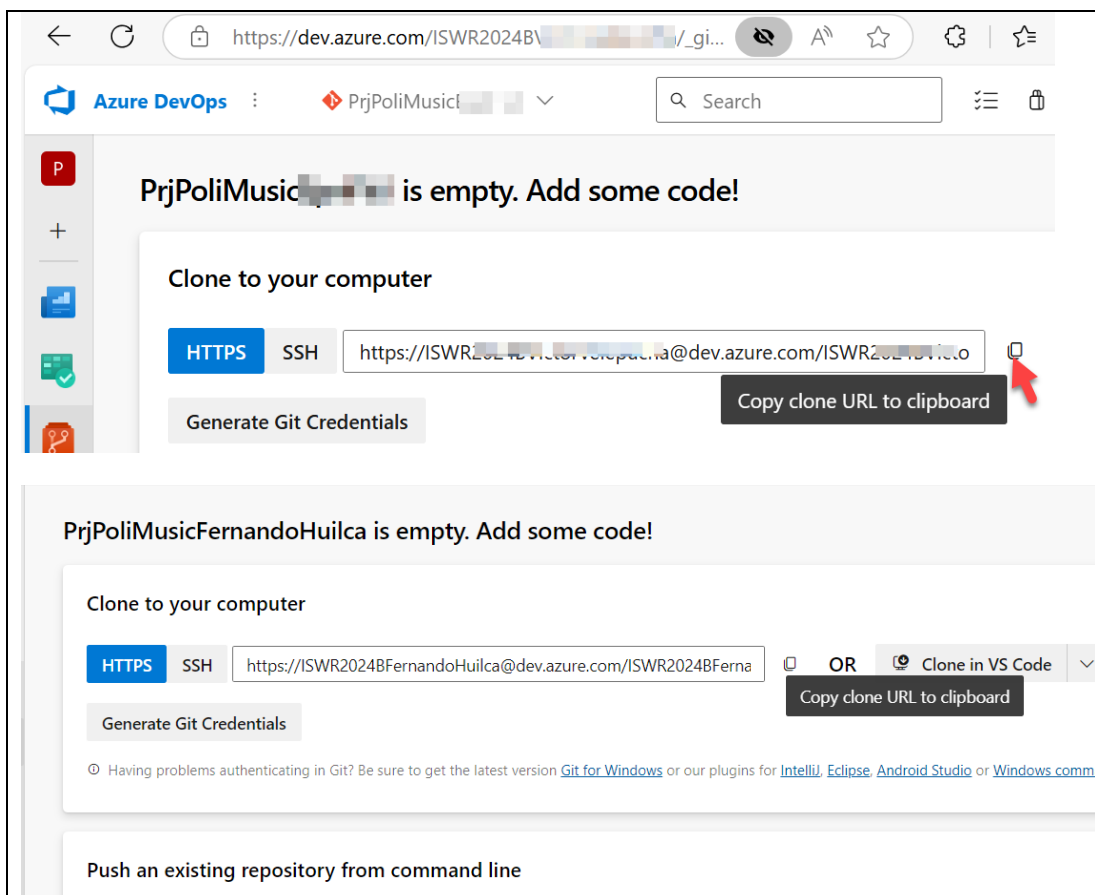 https://dev.azure.com/ISWR2024BV /_gi...
Azure DevOps PrjPoliMusic Search
P
PrjPoliMusic is empty. Add some code!
Clone to your computer
HTTPS SSH https://ISWR @dev.azure.com/ISWR
Copy clone URL to clipboard
Generate Git Credentials
PrjPoliMusicFernandoHuilca is empty. Add some code!
Clone to your computer
HTTPS SSH https://ISWR2024BFernandoHuilca@dev.azure.com/ISWR2024BFerna OR Clone in VS Code
Copy clone URL to clipboard
Generate Git Credentials
Having problems authenticating in Git? Be sure to get the latest version Git for Windows or our plugins for IntelliJ, Eclipse, Android Studio or Windows comm
Push an existing repository from command line